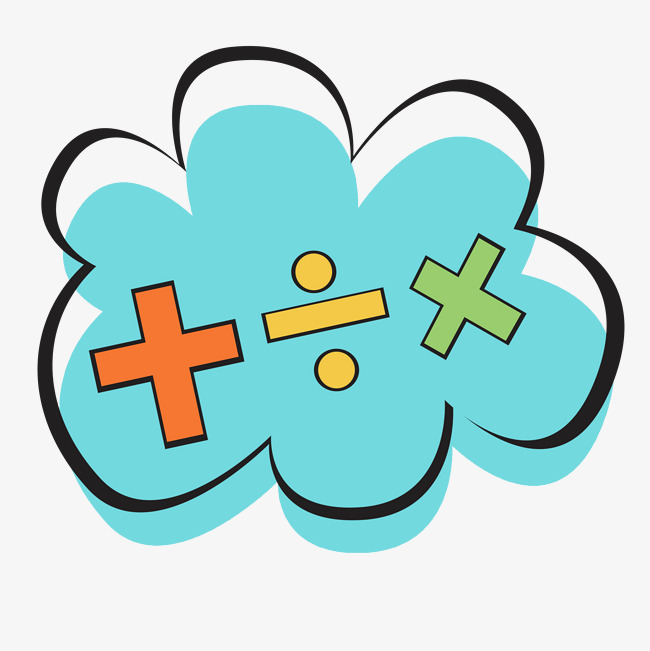 + ÷ ×